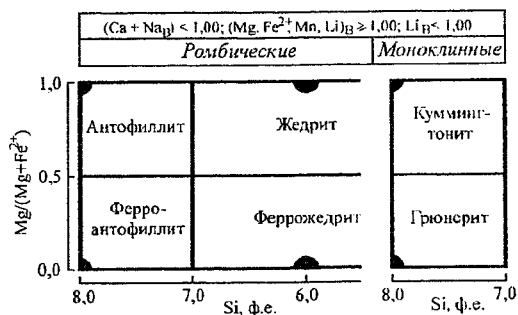 (Ca + Na_B) < 1,00; (Mg. Fe²⁺, Mn, Li)_B ⩾ 1,00; Li_B < 1,00
Ромбические Моноклинные
1,0
Антофиллит Жедрит Кумминг-
тонит
Mg/(Mg+Fe²⁺)
0,5
Ферро-
антофиллит Феррожедрит Грюнерит
0,0
8,0 7,0 6,0 8,0 7,0
Si, ф.е. Si, ф.е.